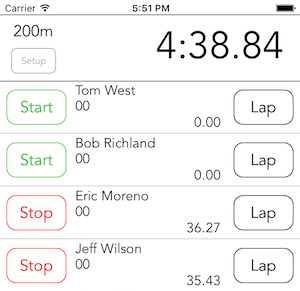 Carrier 5:51 PM
200m
4:38.84
Setup
Tom West
Start 00 Lap
0.00
Bob Richland
Start 00 Lap
0.00
Eric Moreno
Stop 00 Lap
36.27
Jeff Wilson
Stop 00 Lap
35.43